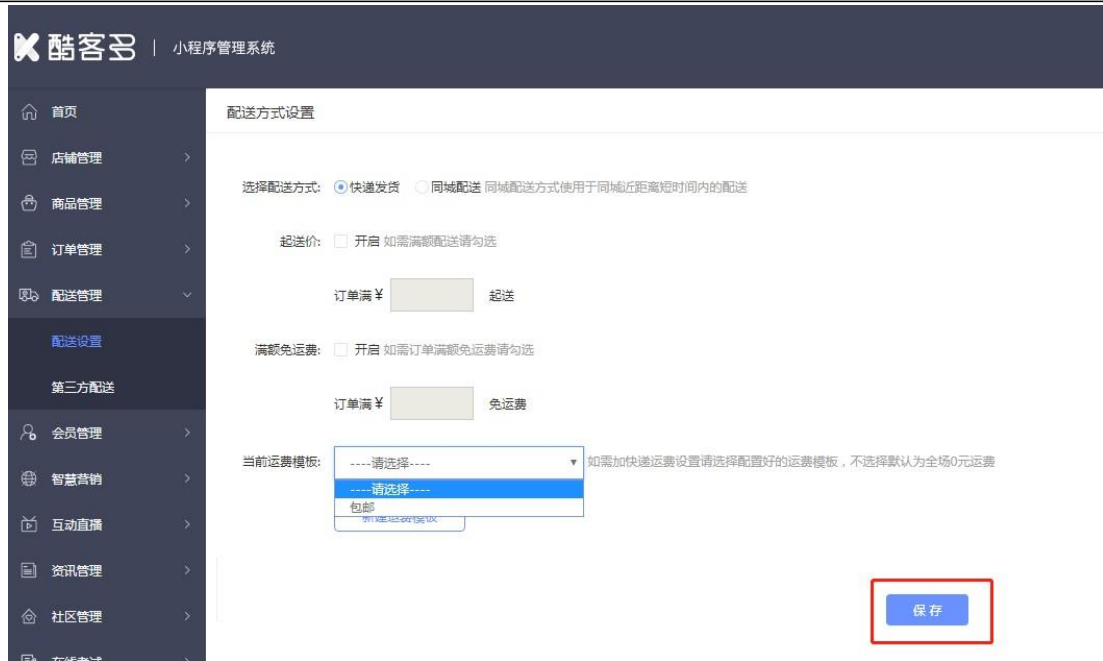 酷客多 | 小程序管理系统
首页
店铺管理
商品管理
订单管理
配送管理
配送设置
第三方配送
会员管理
智慧营销
互动直播
资讯管理
社区管理
在线考试
配送方式设置
选择配送方式: 快递发货 同城配送 同城配送方式使用于同城近距离短时间内的配送
起送价: 开启 如需满额配送请勾选
订单满¥ 起送
满额免运费: 开启 如需订单满额免运费请勾选
订单满¥ 免运费
当前运费模板: ----请选择---- 如需加快递运费设置请选择配置好的运费模板，不选择默认为全场0元运费
----请选择----
包邮
新建运费模板
保存